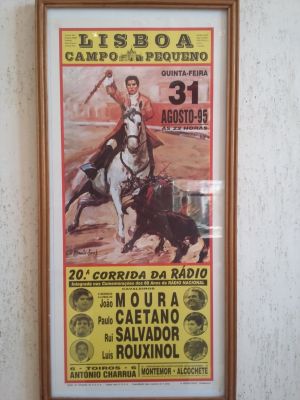 LISBOA
CAMPO PEQUENO
QUINTA-FEIRA
31
AGOSTO-95
ÀS 22 HORAS
20.ª CORRIDA DA RÁDIO
Integrada nas Comemorações dos 60 Anos da RÁDIO NACIONAL
CAVALEIROS
João MOURA
Paulo CAETANO
Rui SALVADOR
Luís ROUXINOL
6 - TOIROS - 6
ANTÓNIO CHARRUA
MONTEMOR - ALCOCHETE